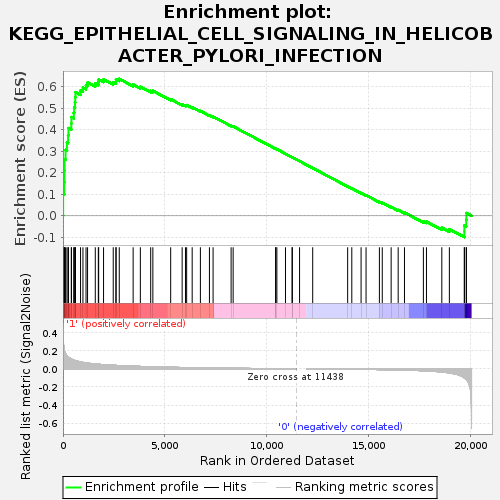 Enrichment plot:
KEGG_EPITHELIAL_CELL_SIGNALING_IN_HELICOB
ACTER_PYLORI_INFECTION
Enrichment score (ES)
0.6
0.5
0.4
0.3
0.2
0.1
0.0
-0.1
Ranked list metric (Signal2Noise)
'1' (positively correlated)
0.4
0.2
0.0
-0.2
-0.4
-0.6
Zero cross at 11438
'0' (negatively correlated)
0 5,000 10,000 15,000 20,000
Rank in Ordered Dataset
Enrichment profile Hits Ranking metric scores